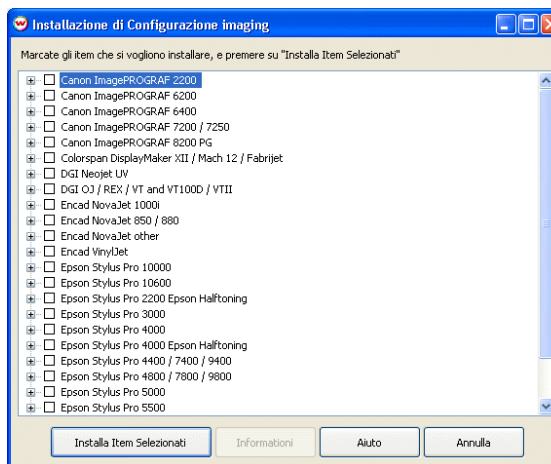 Installazione di Configurazione imaging
Marcate gli item che si vogliono installare, e premere su "Installa Item Selezionati"
Canon ImagePROGRAF 2200
Canon ImagePROGRAF 6200
Canon ImagePROGRAF 6400
Canon ImagePROGRAF 7200 / 7250
Canon ImagePROGRAF 8200 PG
Colorspan DisplayMaker XII / Mach 12 / Fabrijet
DGI Neojet UV
DGI OJ / REX / VT and VT100D / VTII
Encad NovaJet 1000i
Encad NovaJet 850 / 880
Encad NovaJet other
Encad VinylJet
Epson Stylus Pro 10000
Epson Stylus Pro 10600
Epson Stylus Pro 2200 Epson Halftoning
Epson Stylus Pro 3000
Epson Stylus Pro 4000
Epson Stylus Pro 4000 Epson Halftoning
Epson Stylus Pro 4400 / 7400 / 9400
Epson Stylus Pro 4800 / 7800 / 9800
Epson Stylus Pro 5000
Epson Stylus Pro 5500
Installa Item Selezionati
Informationi
Aiuto
Annulla